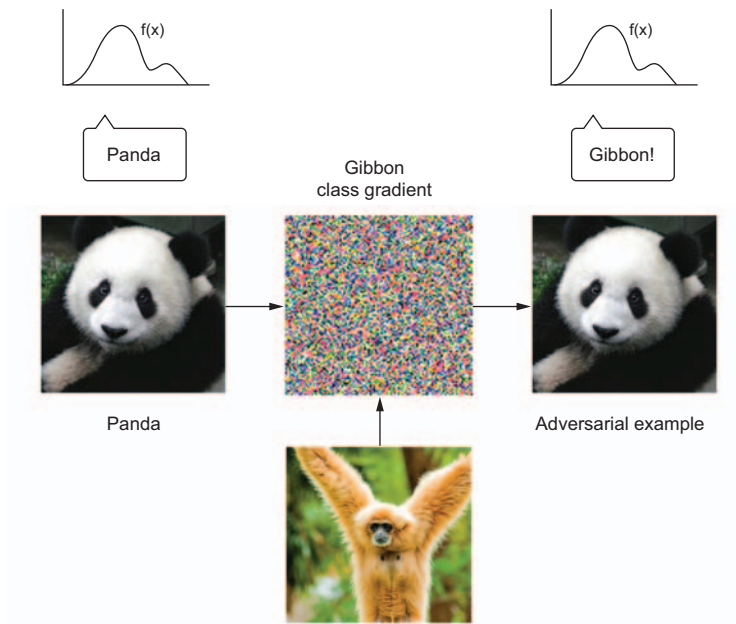 f(x)
f(x)
Panda
Gibbon!
Gibbon
class gradient
Panda
Adversarial example